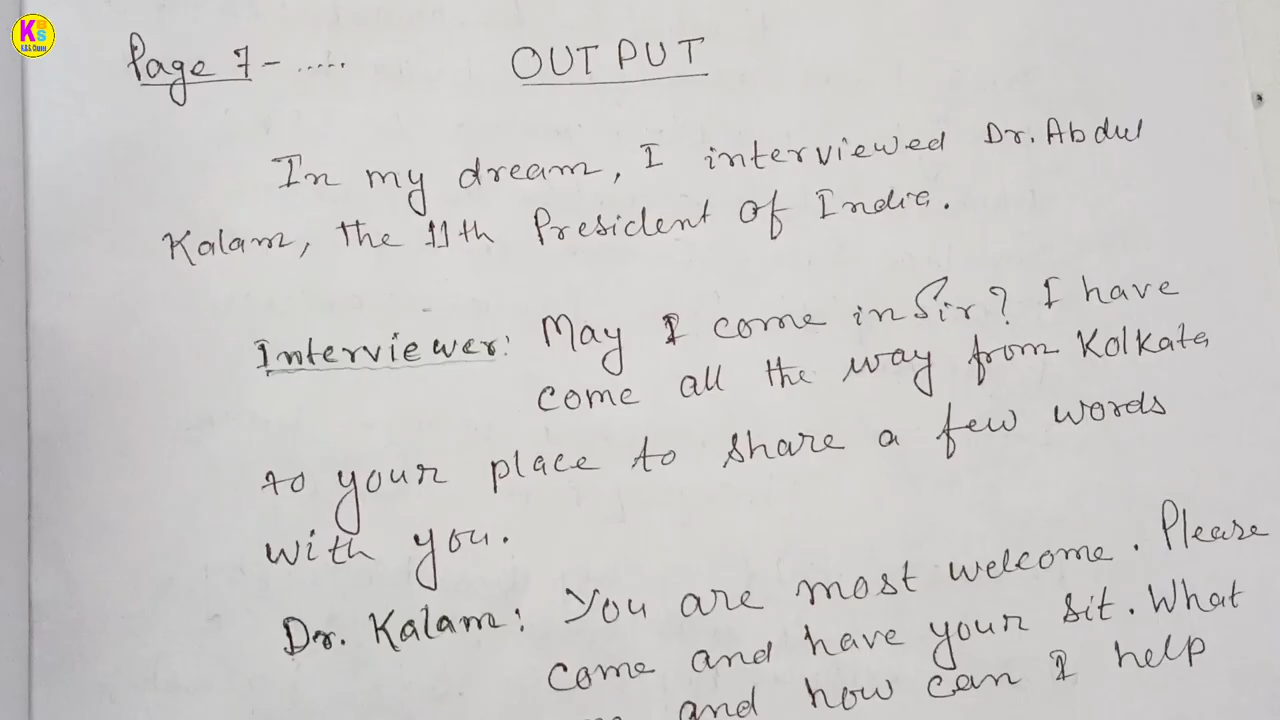 KBS
K&S Classes
Page 7 - .....
OUTPUT
In my dream, I interviewed Dr. Abdul
Kalam, the 11th President of India.
Interviewer: May I come in Sir? I have
come all the way from Kolkata
to your place to share a few words
with you.
Dr. Kalam: You are most welcome. Please
come and have your sit. What
and how can I help